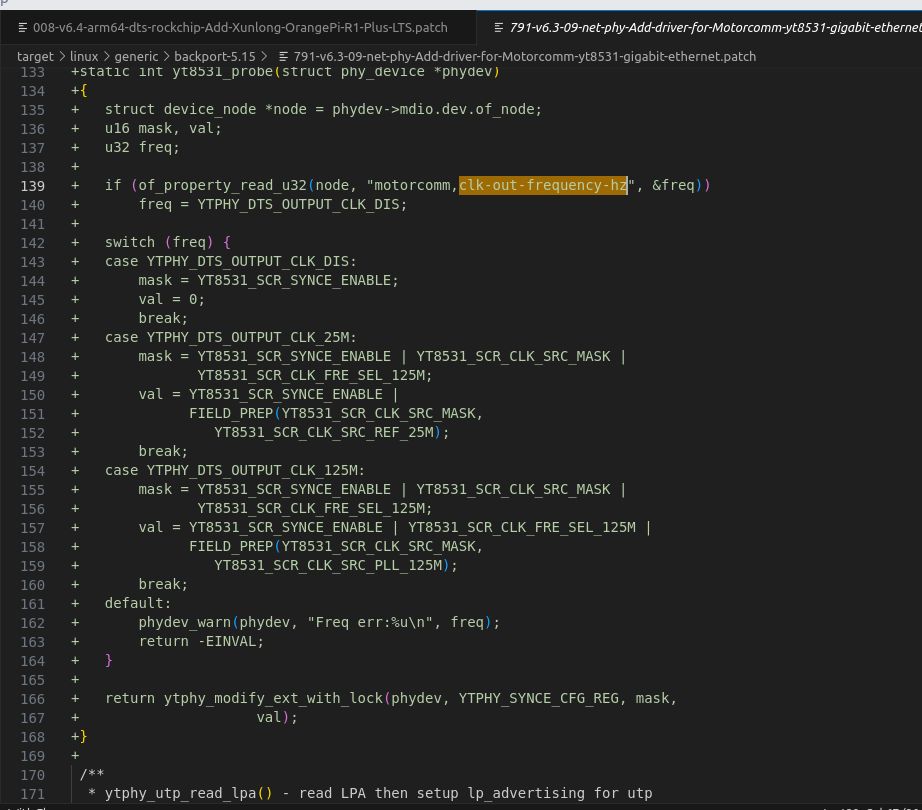 008-v6.4-arm64-dts-rockchip-Add-Xunlong-OrangePi-R1-Plus-LTS.patch
791-v6.3-09-net-phy-Add-driver-for-Motorcomm-yt8531-gigabit-ethernet
target > linux > generic > backport-5.15 > 791-v6.3-09-net-phy-Add-driver-for-Motorcomm-yt8531-gigabit-ethernet.patch
133 +static int yt8531_probe(struct phy_device *phydev)
134 +{
135 +   struct device_node *node = phydev->mdio.dev.of_node;
136 +   u16 mask, val;
137 +   u32 freq;
138 +
139 +   if (of_property_read_u32(node, "motorcomm,clk-out-frequency-hz", &freq))
140 +       freq = YTPHY_DTS_OUTPUT_CLK_DIS;
141 +
142 +   switch (freq) {
143 +   case YTPHY_DTS_OUTPUT_CLK_DIS:
144 +       mask = YT8531_SCR_SYNCE_ENABLE;
145 +       val = 0;
146 +       break;
147 +   case YTPHY_DTS_OUTPUT_CLK_25M:
148 +       mask = YT8531_SCR_SYNCE_ENABLE | YT8531_SCR_CLK_SRC_MASK |
149 +              YT8531_SCR_CLK_FRE_SEL_125M;
150 +       val = YT8531_SCR_SYNCE_ENABLE |
151 +             FIELD_PREP(YT8531_SCR_CLK_SRC_MASK,
152 +                YT8531_SCR_CLK_SRC_REF_25M);
153 +       break;
154 +   case YTPHY_DTS_OUTPUT_CLK_125M:
155 +       mask = YT8531_SCR_SYNCE_ENABLE | YT8531_SCR_CLK_SRC_MASK |
156 +              YT8531_SCR_CLK_FRE_SEL_125M;
157 +       val = YT8531_SCR_SYNCE_ENABLE | YT8531_SCR_CLK_FRE_SEL_125M |
158 +             FIELD_PREP(YT8531_SCR_CLK_SRC_MASK,
159 +                YT8531_SCR_CLK_SRC_PLL_125M);
160 +       break;
161 +   default:
162 +       phydev_warn(phydev, "Freq err:%u\n", freq);
163 +       return -EINVAL;
164 +   }
165 +
166 +   return ytphy_modify_ext_with_lock(phydev, YTPHY_SYNCE_CFG_REG, mask,
167 +                     val);
168 +}
169 +
170  /**
171   * ytphy_utp_read_lpa() - read LPA then setup lp_advertising for utp